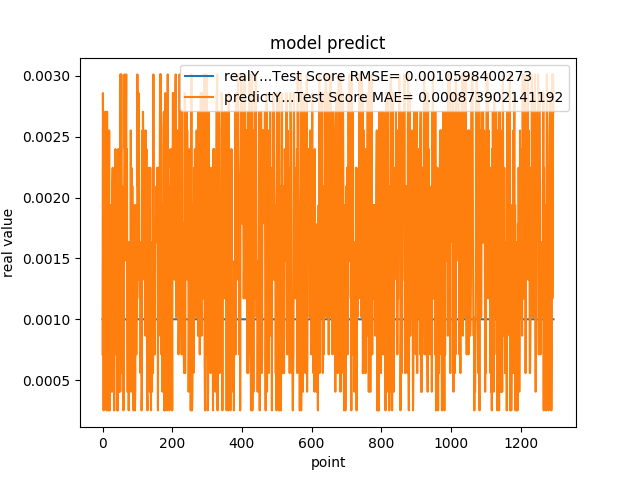 model predict
realY...Test Score RMSE= 0.0010598400273
predictY...Test Score MAE= 0.000873902141192
0.0030
0.0025
0.0020
0.0015
0.0010
0.0005
real value
0 200 400 600 800 1000 1200
point